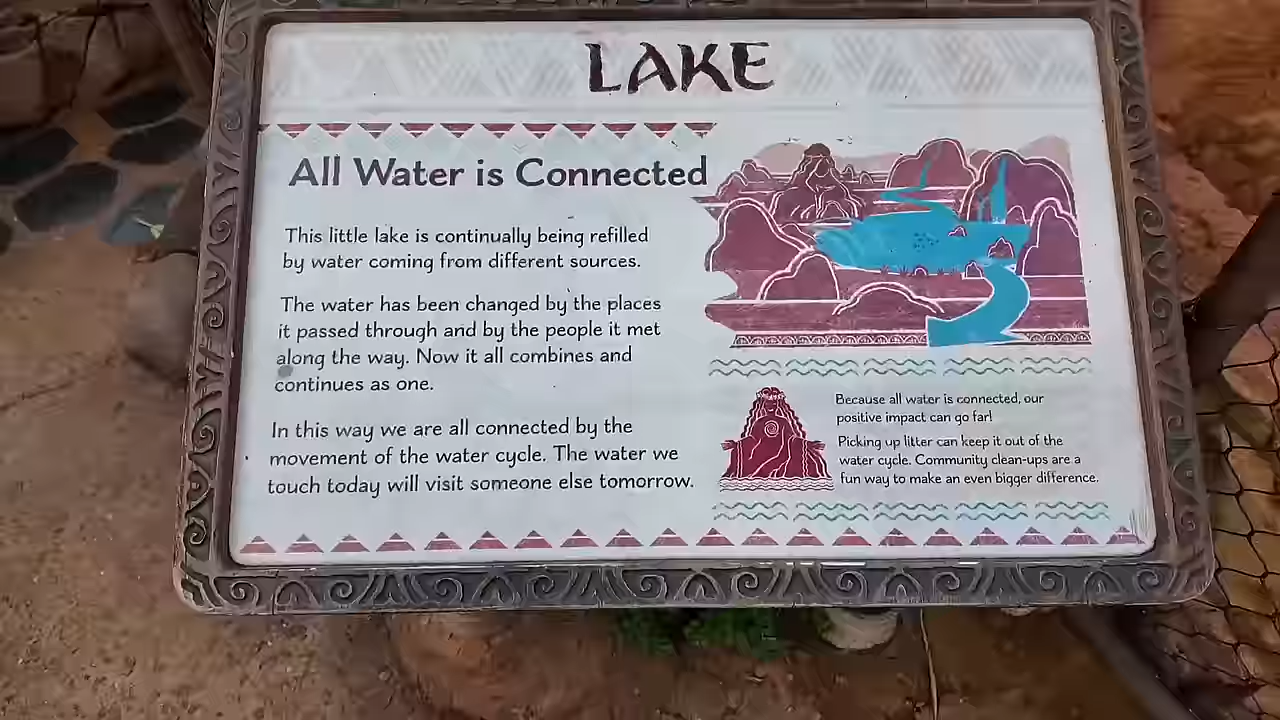 LAKE
All Water is Connected
This little lake is continually being refilled
by water coming from different sources.
The water has been changed by the places
it passed through and by the people it met
along the way. Now it all combines and
continues as one.
In this way we are all connected by the
movement of the water cycle. The water we
touch today will visit someone else tomorrow.
Because all water is connected, our
positive impact can go far!
Picking up litter can keep it out of the
water cycle. Community clean-ups are a
fun way to make an even bigger difference.